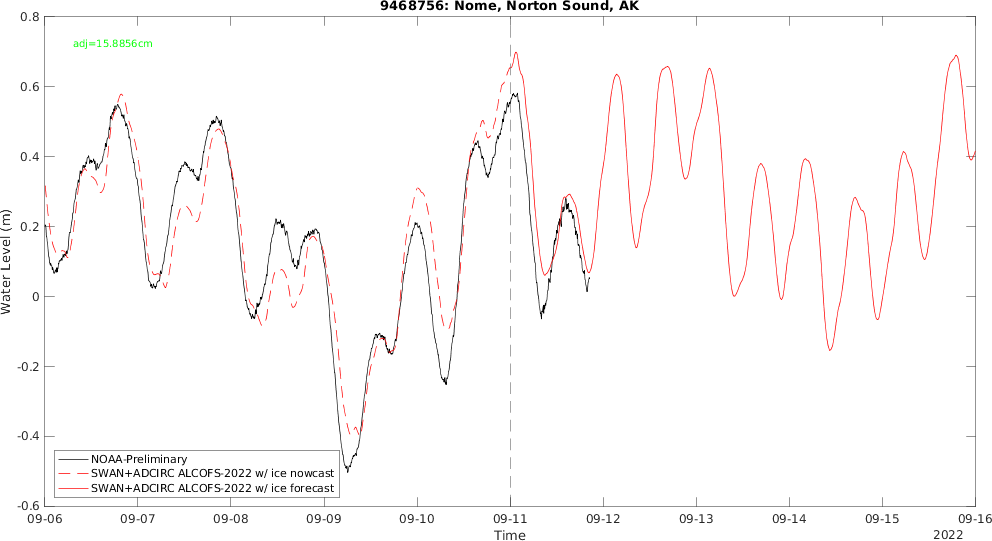 9468756: Nome, Norton Sound, AK
adj=15.8856cm
0.8
0.6
0.4
0.2
0
-0.2
-0.4
-0.6
Water Level (m)
NOAA-Preliminary
SWAN+ADCIRC ALCOFS-2022 w/ ice nowcast
SWAN+ADCIRC ALCOFS-2022 w/ ice forecast
09-06 09-07 09-08 09-09 09-10 09-11 09-12 09-13 09-14 09-15 09-16
Time
2022